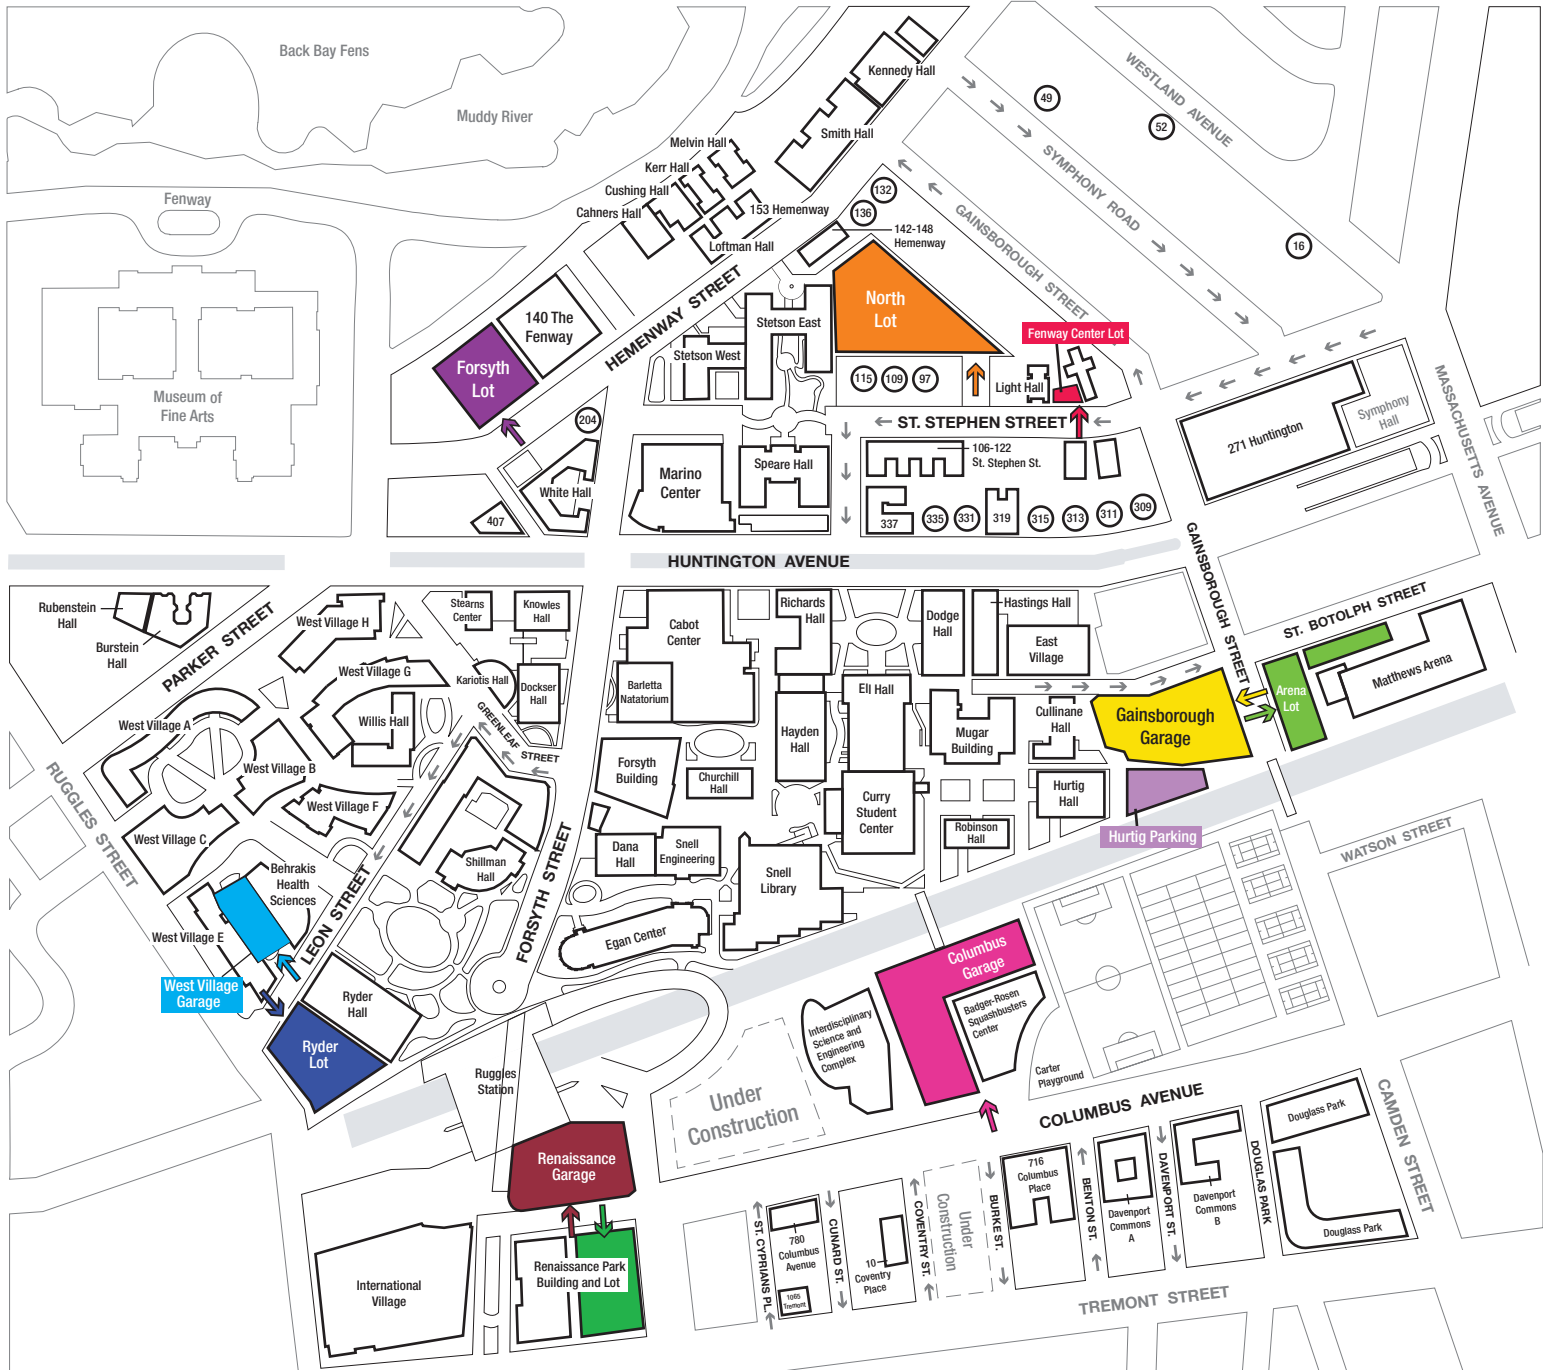 Back Bay Fens
Muddy River
Fenway
Museum of
Fine Arts
Kennedy Hall
Smith Hall
Melvin Hall
Kerr Hall
Cushing Hall
Cahners Hall
153 Hemenway
Loftman Hall
132
136
142-148
Hemenway
49
52
16
WESTLAND AVENUE
SYMPHONY ROAD
GAINSBOROUGH STREET
HEMENWAY STREET
140 The
Fenway
Forsyth
Lot
North
Lot
Stetson East
Stetson West
Fenway Center Lot
Light Hall
115
109
97
204
ST. STEPHEN STREET
271 Huntington
Symphony
Hall
MASSACHUSETTS AVENUE
White Hall
407
Marino
Center
Speare Hall
106-122
St. Stephen St.
337
335
331
319
315
313
311
309
HUNTINGTON AVENUE
GAINSBOROUGH STREET
ST. BOTOLPH STREET
Rubenstein
Hall
Burstein
Hall
PARKER STREET
West Village H
West Village G
Stearns
Center
Knowles
Hall
Kariotis Hall
Dockser
Hall
Willis Hall
West Village A
West Village B
West Village F
West Village C
GREENLEAF
STREET
Cabot
Center
Barletta
Natatorium
Richards
Hall
Dodge
Hall
Hastings Hall
East
Village
Ell Hall
Hayden
Hall
Mugar
Building
Cullinane
Hall
Gainsborough
Garage
Arena
Lot
Matthews Arena
Forsyth
Building
Churchill
Hall
Curry
Student
Center
Hurtig
Hall
Hurtig Parking
Robinson
Hall
RUGGLES STREET
Behrakis
Health
Sciences
West Village E
West Village
Garage
LEON STREET
Shillman
Hall
FORSYTH STREET
Dana
Hall
Snell
Engineering
Snell
Library
Egan Center
Ryder
Hall
Ryder
Lot
Ruggles
Station
WATSON STREET
Columbus
Garage
Badger-Rosen
Squashbusters
Center
Interdisciplinary
Science and
Engineering
Complex
Under
Construction
Carter
Playground
COLUMBUS AVENUE
CAMDEN STREET
Renaissance
Garage
Renaissance Park
Building and Lot
International
Village
ST. CYPRIANS PL.
780
Columbus
Avenue
1065
Tremont
CUNARD ST.
10
Coventry
Place
COVENTRY ST.
Under
Construction
BURKE ST.
716
Columbus
Place
BENTON ST.
Davenport
Commons
A
DAVENPORT ST.
Davenport
Commons
B
DOUGLAS PARK
Douglass Park
Douglass Park
TREMONT STREET